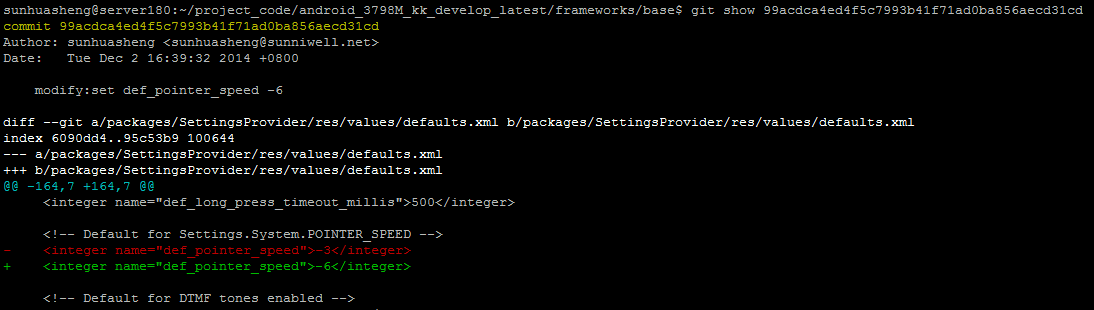 sunhuasheng@server180:~/project_code/android_3798M_kk_develop_latest/frameworks/base$ git show 99acdca4ed4f5c7993b41f71ad0ba856aecd31cd
commit 99acdca4ed4f5c7993b41f71ad0ba856aecd31cd
Author: sunhuasheng <sunhuasheng@sunniwell.net>
Date:   Tue Dec 2 16:39:32 2014 +0800
    modify:set def_pointer_speed -6
diff --git a/packages/SettingsProvider/res/values/defaults.xml b/packages/SettingsProvider/res/values/defaults.xml
index 6090dd4..95c53b9 100644
--- a/packages/SettingsProvider/res/values/defaults.xml
+++ b/packages/SettingsProvider/res/values/defaults.xml
@@ -164,7 +164,7 @@
     <integer name="def_long_press_timeout_millis">500</integer>
     <!-- Default for Settings.System.POINTER_SPEED -->
-    <integer name="def_pointer_speed">-3</integer>
+    <integer name="def_pointer_speed">-6</integer>
     <!-- Default for DTMF tones enabled -->